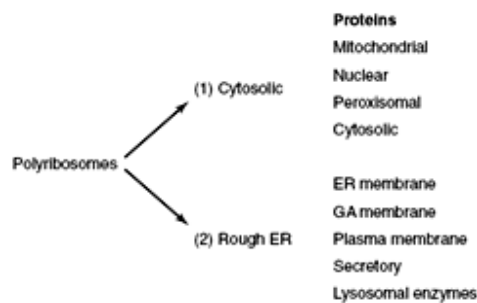 Proteins
Mitochondrial
Nuclear
(1) Cytosolic
Peroxisomal
Cytosolic
Polyribosomes
ER membrane
GA membrane
(2) Rough ER
Plasma membrane
Secretory
Lysosomal enzymes